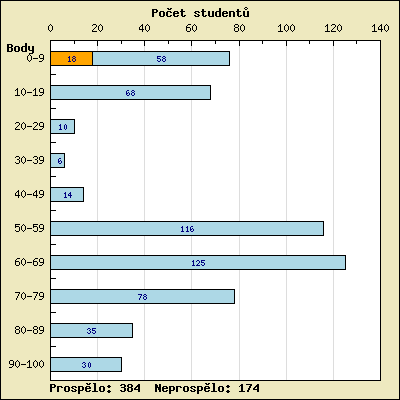 Počet studentů
0 20 40 60 80 100 120 140
Body
0-9 18 58
10-19 68
20-29 10
30-39 6
40-49 14
50-59 116
60-69 125
70-79 78
80-89 35
90-100 30
Prospělo: 384 Neprospělo: 174